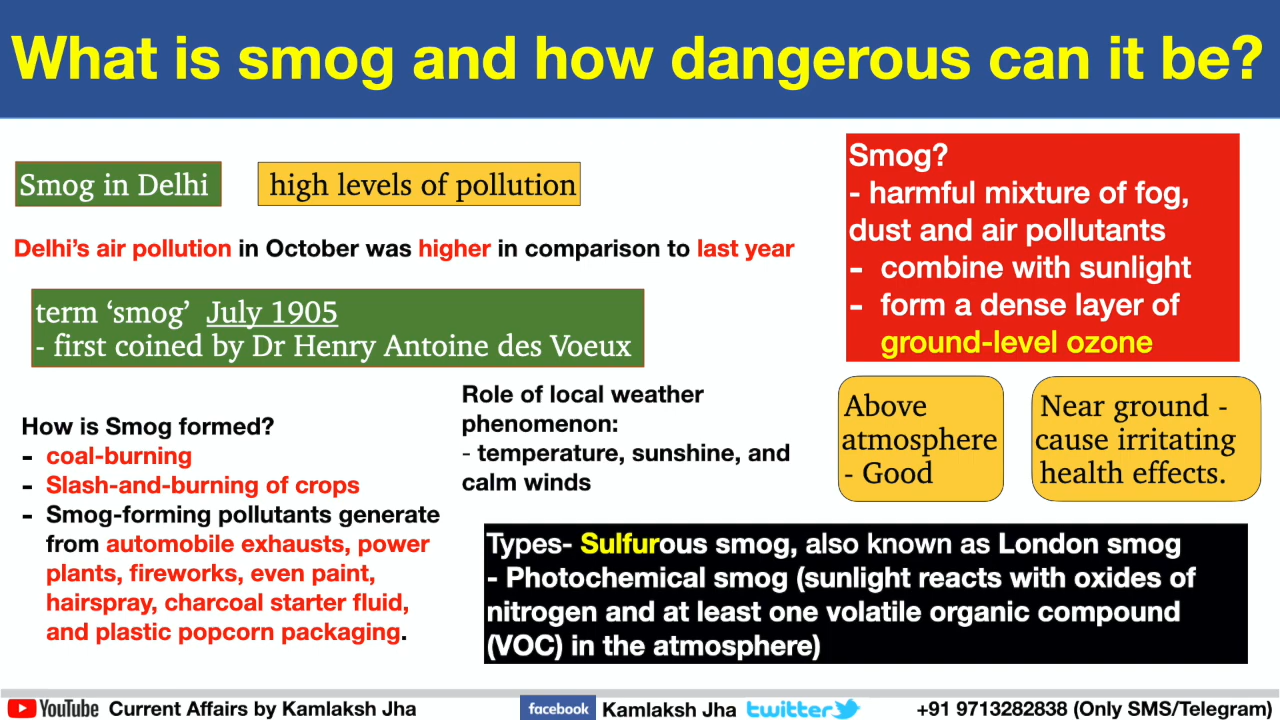 What is smog and how dangerous can it be?
Smog in Delhi
high levels of pollution
Delhi’s air pollution in October was higher in comparison to last year
term ‘smog’ July 1905
- first coined by Dr Henry Antoine des Voeux
Smog?
- harmful mixture of fog,
dust and air pollutants
- combine with sunlight
- form a dense layer of
ground-level ozone
Above
atmosphere
- Good
Near ground -
cause irritating
health effects.
How is Smog formed?
- coal-burning
- Slash-and-burning of crops
- Smog-forming pollutants generate
from automobile exhausts, power
plants, fireworks, even paint,
hairspray, charcoal starter fluid,
and plastic popcorn packaging.
Role of local weather
phenomenon:
- temperature, sunshine, and
calm winds
Types- Sulfurous smog, also known as London smog
- Photochemical smog (sunlight reacts with oxides of
nitrogen and at least one volatile organic compound
(VOC) in the atmosphere)
YouTube Current Affairs by Kamlaksh Jha
facebook Kamlaksh Jha twitter
+91 9713282838 (Only SMS/Telegram)